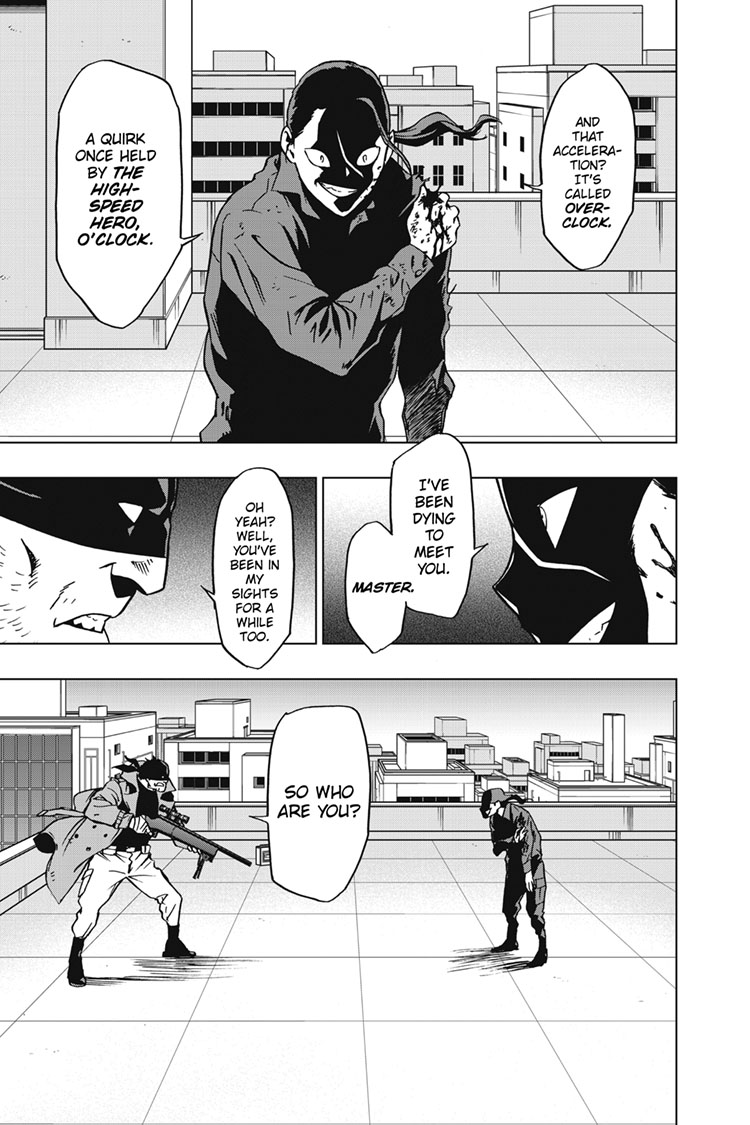 AND
THAT
ACCELERA-
TION?
IT'S
CALLED
OVER-
CLOCK.
A QUIRK
ONCE HELD
BY THE
HIGH-
SPEED
HERO,
O'CLOCK.
I'VE
BEEN
DYING
TO
MEET
YOU.
MASTER.
OH
YEAH?
WELL,
YOU'VE
BEEN IN
MY
SIGHTS
FOR A
WHILE
TOO.
SO WHO
ARE YOU?